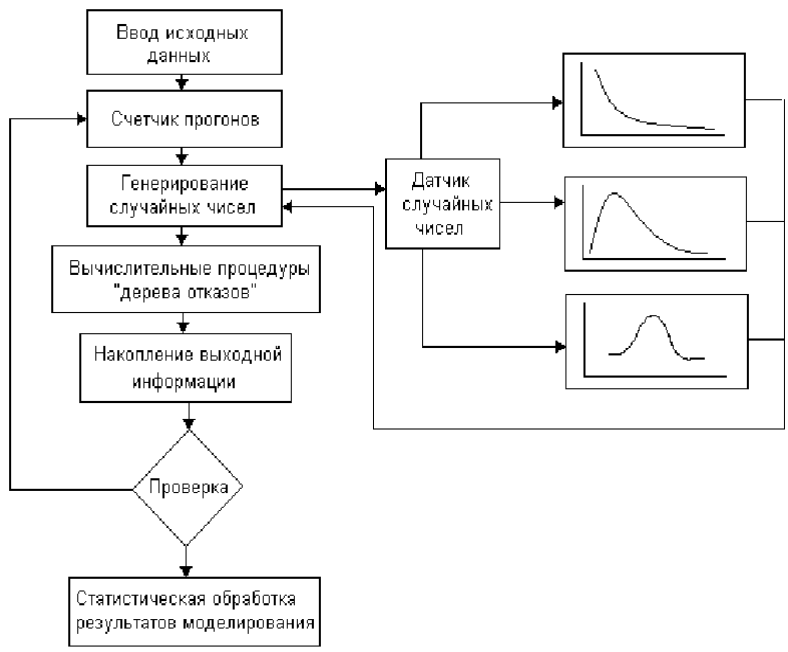 Ввод исходных
данных
Счетчик прогонов
Генерирование
случайных чисел
Датчик
случайных
чисел
Вычислительные процедуры
"дерева отказов"
Накопление выходной
информации
Проверка
Статистическая обработка
результатов моделирования